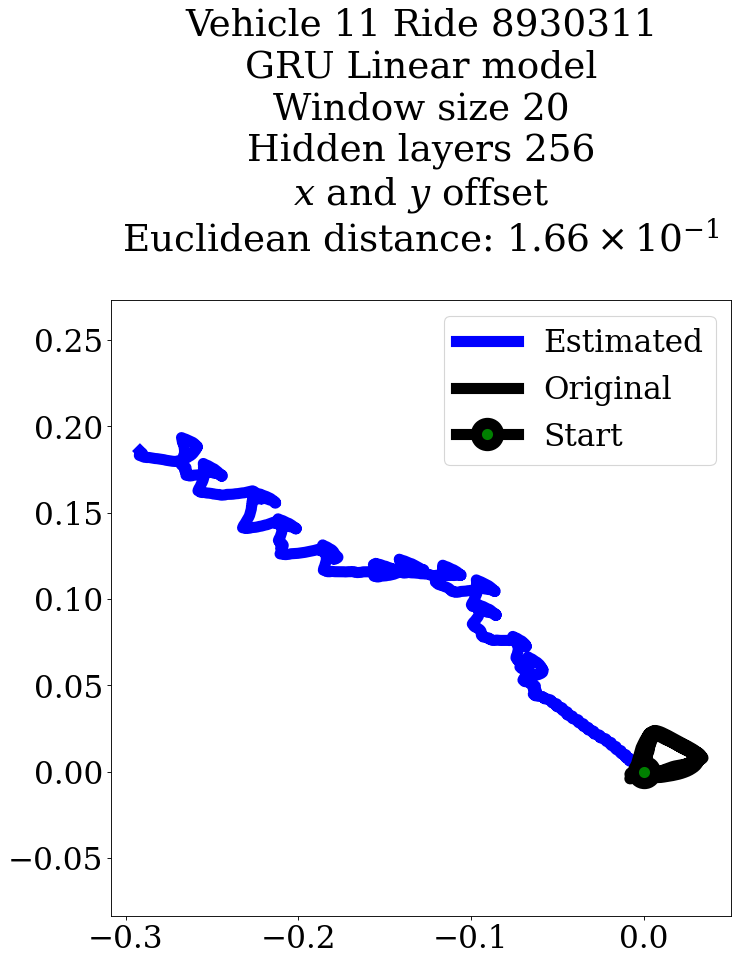 Vehicle 11 Ride 8930311
GRU Linear model
Window size 20
Hidden layers 256
x and y offset
Euclidean distance: 1.66 × 10⁻¹
Estimated
Original
Start
0.25
0.20
0.15
0.10
0.05
0.00
−0.05
−0.3 −0.2 −0.1 0.0